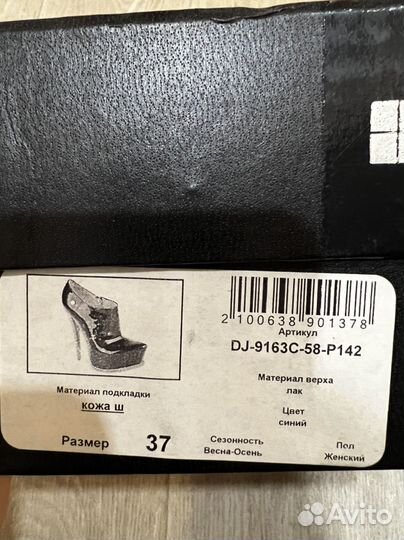 2 100638 901378
Артикул
DJ-9163C-58-P142
Материал подкладки
кожа ш
Материал верха
лак
Цвет
синий
Размер 37
Сезонность
Весна-Осень
Пол
Женский
Avito